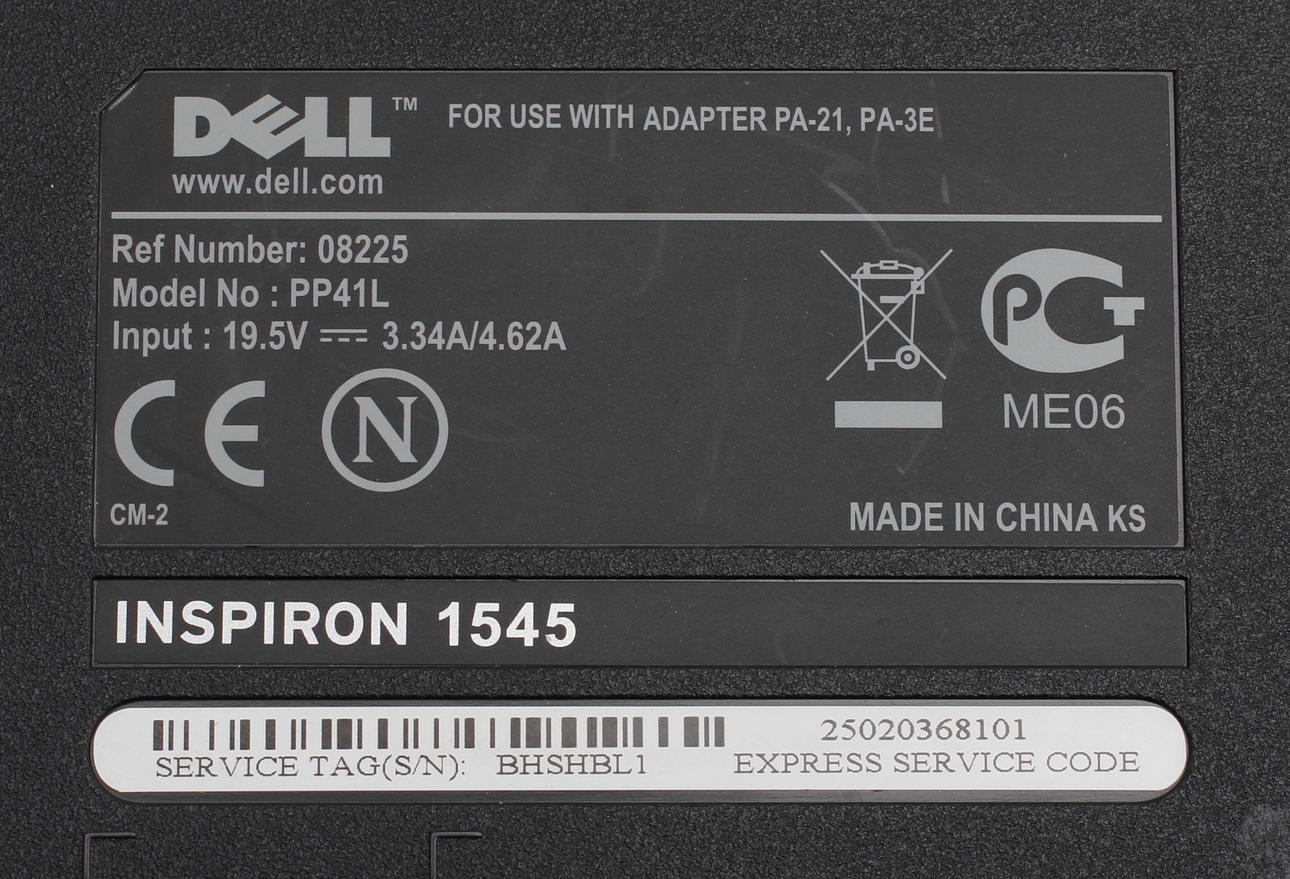 DELL™ FOR USE WITH ADAPTER PA-21, PA-3E
www.dell.com
Ref Number: 08225
Model No : PP41L
Input : 19.5V ⎓ 3.34A/4.62A
CE N
PCT
ME06
CM-2
MADE IN CHINA KS
INSPIRON 1545
25020368101
SERVICE TAG(S/N): BHSHBL1 EXPRESS SERVICE CODE